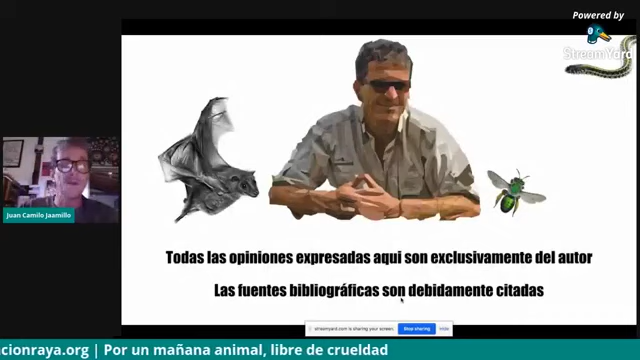 Powered by
StreamYard
Juan Camilo Jaamillo
Todas las opiniones expresadas aqui son exclusivamente del autor
Las fuentes bibliográficas son debidamente citadas
streamyard.com is sharing your screen.
Stop sharing
Hide
cionraya.org | Por un mañana animal, libre de crueldad